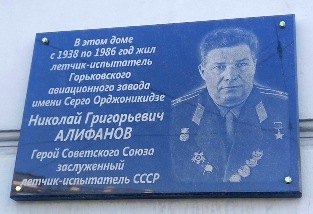 В этом доме
с 1938 по 1986 год жил
летчик-испытатель
Горьковского
авиационного завода
имени Серго Орджоникидзе
Николай Григорьевич
АЛИФАНОВ
Герой Советского Союза
заслуженный
летчик-испытатель СССР